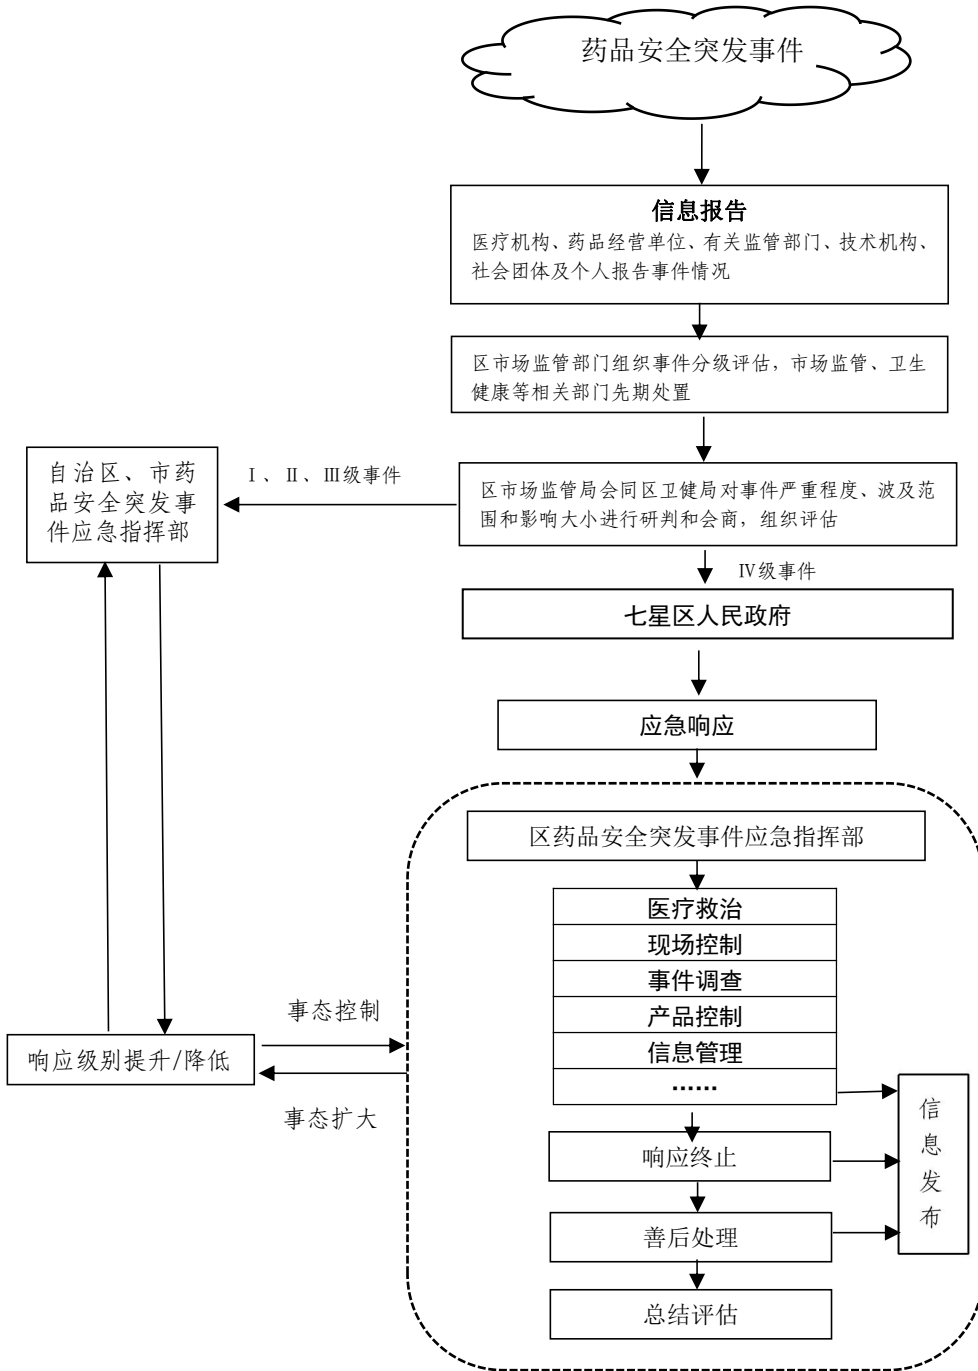 药品安全突发事件
信息报告
医疗机构、药品经营单位、有关监管部门、技术机构、
社会团体及个人报告事件情况
区市场监管部门组织事件分级评估，市场监管、卫生
健康等相关部门先期处置
自治区、市药
品安全突发事
件应急指挥部
Ⅰ、Ⅱ、Ⅲ级事件
区市场监管局会同区卫健局对事件严重程度、波及范
围和影响大小进行研判和会商，组织评估
Ⅳ级事件
七星区人民政府
应急响应
区药品安全突发事件应急指挥部
医疗救治
现场控制
事件调查
产品控制
信息管理
……
事态控制
响应级别提升/降低
事态扩大
信
息
发
布
响应终止
善后处理
总结评估